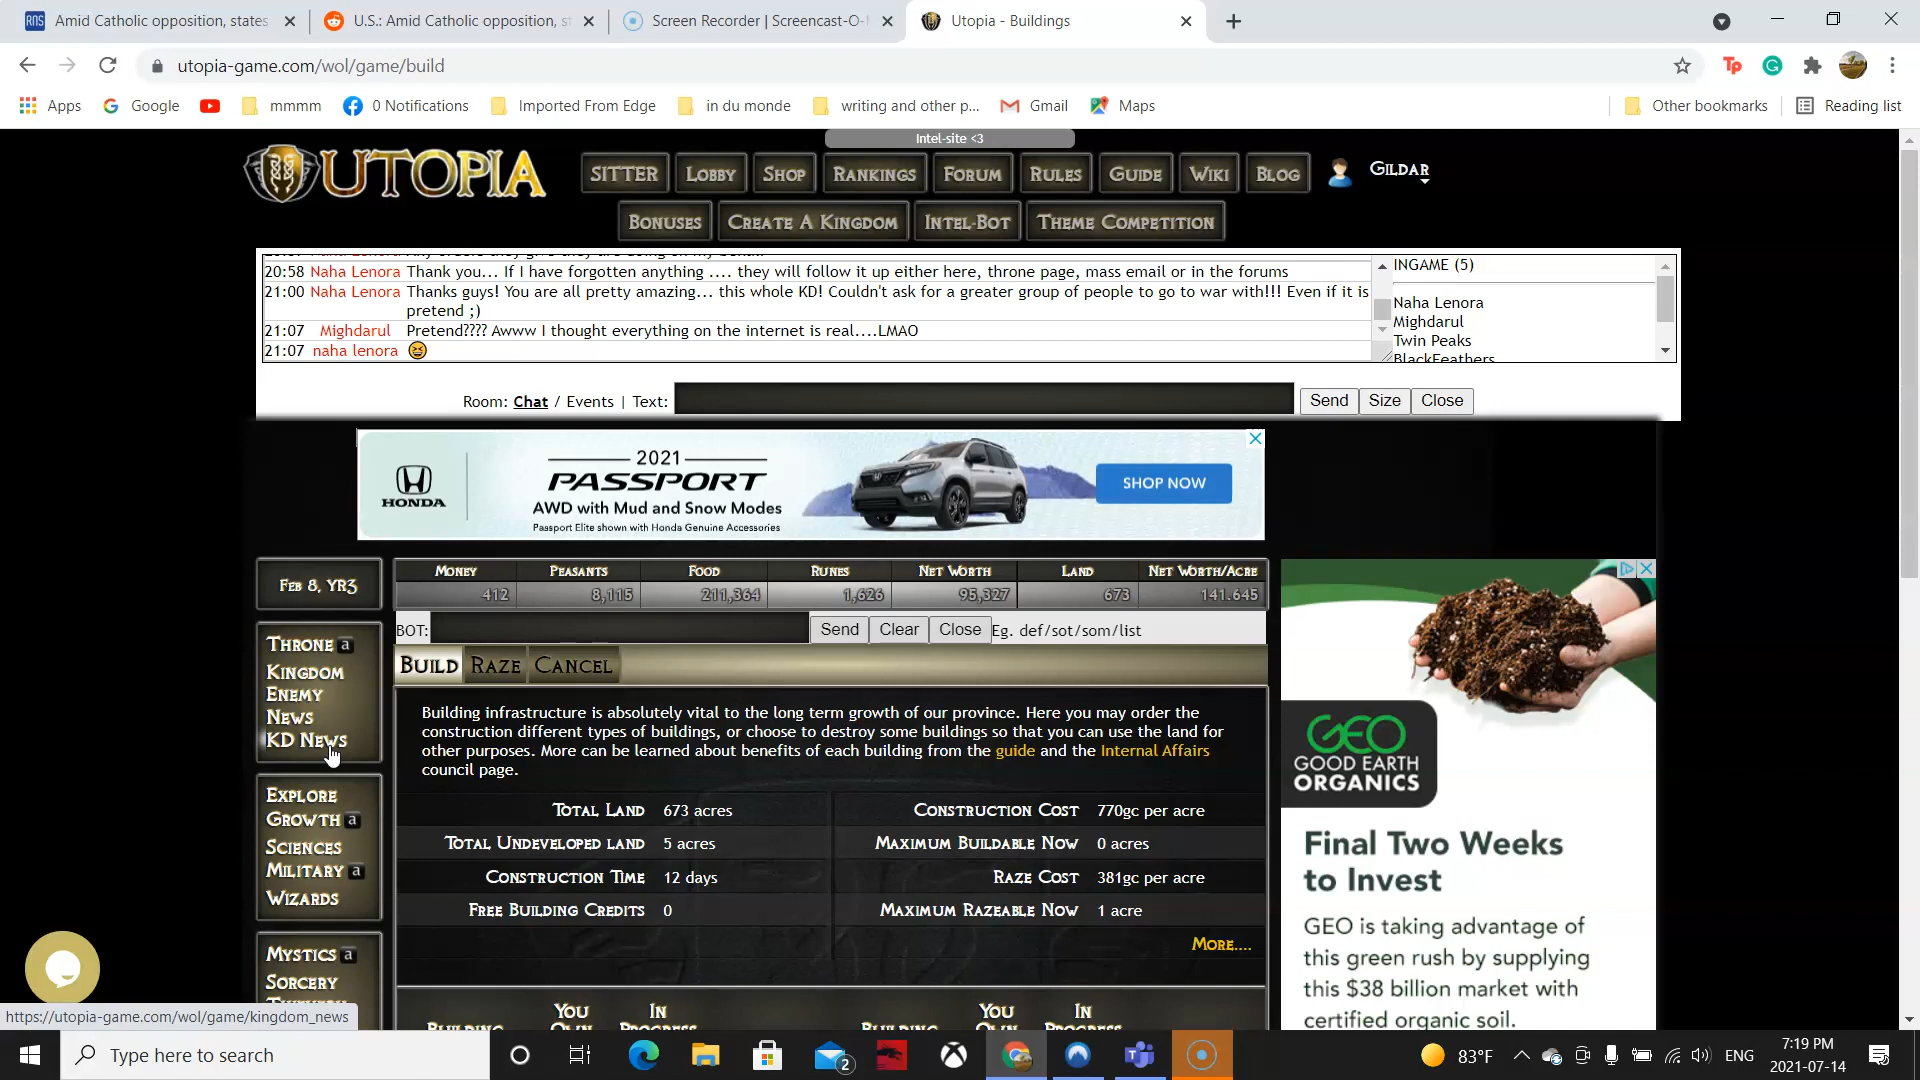 Amid Catholic opposition, states
U.S.: Amid Catholic opposition, s
Screen Recorder | Screencast-O-
Utopia - Buildings
utopia-game.com/wol/game/build
Apps
Google
mmmm
0 Notifications
Imported From Edge
in du monde
writing and other p...
Gmail
Maps
Other bookmarks
Reading list
Intel-site <3
UTOPIA
SITTER
LOBBY
SHOP
RANKINGS
FORUM
RULES
GUIDE
WIKI
BLOG
GILDAR
BONUSES
CREATE A KINGDOM
INTEL-BOT
THEME COMPETITION
20:58 Naha Lenora Thank you... If I have forgotten anything .... they will follow it up either here, throne page, mass email or in the forums
21:00 Naha Lenora Thanks guys! You are all pretty amazing... this whole KD! Couldn't ask for a greater group of people to go to war with!!! Even if it is
pretend ;)
21:07 Mighdarul Pretend???? Awww I thought everything on the internet is real....LMAO
21:07 naha lenora 😆
INGAME (5)
Naha Lenora
Mighdarul
Twin Peaks
BlackFeathers
Room: Chat / Events | Text:
Send
Size
Close
HONDA
2021
PASSPORT
AWD with Mud and Snow Modes
Passport Elite shown with Honda Genuine Accessories
SHOP NOW
FEB 8, YR3
MONEY PEASANTS FOOD RUNES NET WORTH LAND NET WORTH/ACRE
412 8,115 211,364 1,626 95,327 673 141.645
BOT:
Send
Clear
Close
Eg. def/sot/som/list
THRONE a
KINGDOM
ENEMY
NEWS
KD NEWS
EXPLORE
GROWTH a
SCIENCES
MILITARY a
WIZARDS
MYSTICS a
SORCERY
BUILD RAZE CANCEL
Building infrastructure is absolutely vital to the long term growth of our province. Here you may order the
construction different types of buildings, or choose to destroy some buildings so that you can use the land for
other purposes. More can be learned about benefits of each building from the guide and the Internal Affairs
council page.
TOTAL LAND 673 acres
CONSTRUCTION COST 770gc per acre
TOTAL UNDEVELOPED LAND 5 acres
MAXIMUM BUILDABLE NOW 0 acres
CONSTRUCTION TIME 12 days
RAZE COST 381gc per acre
FREE BUILDING CREDITS 0
MAXIMUM RAZEABLE NOW 1 acre
MORE....
YOU IN YOU IN
BUILDING OWN PROGRESS BUILDING OWN PROGRESS
GEO
GOOD EARTH
ORGANICS
Final Two Weeks
to Invest
GEO is taking advantage of
this green rush by supplying
this $38 billion market with
certified organic soil.
https://utopia-game.com/wol/game/kingdom_news
Type here to search
2
83°F
ENG
7:19 PM
2021-07-14